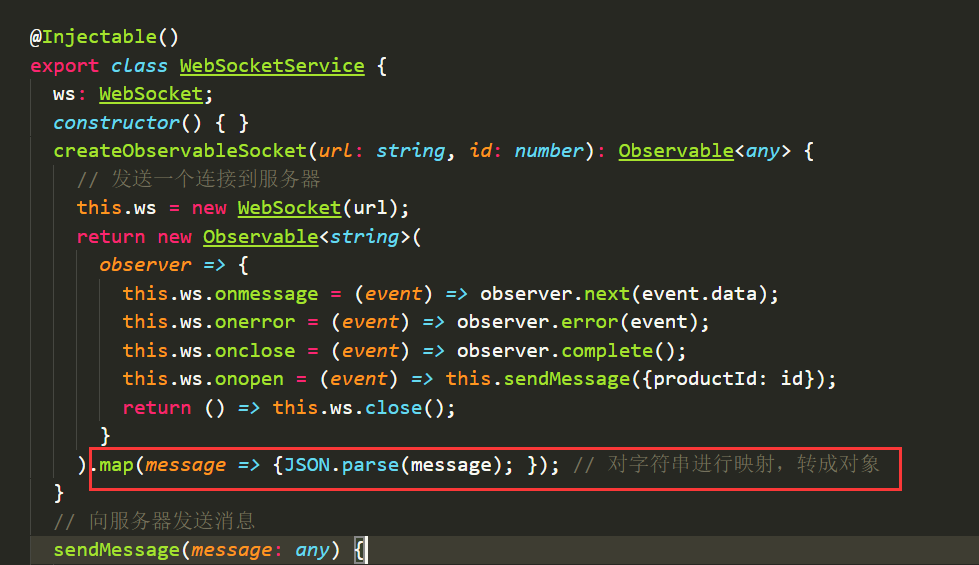 @Injectable()
export class WebSocketService {
ws: WebSocket;
constructor() { }
createObservableSocket(url: string, id: number): Observable<any> {
// 发送一个连接到服务器
this.ws = new WebSocket(url);
return new Observable<string>(
observer => {
this.ws.onmessage = (event) => observer.next(event.data);
this.ws.onerror = (event) => observer.error(event);
this.ws.onclose = (event) => observer.complete();
this.ws.onopen = (event) => this.sendMessage({productId: id});
return () => this.ws.close();
}
).map(message => {JSON.parse(message); }); // 对字符串进行映射，转成对象
}
// 向服务器发送消息
sendMessage(message: any) {